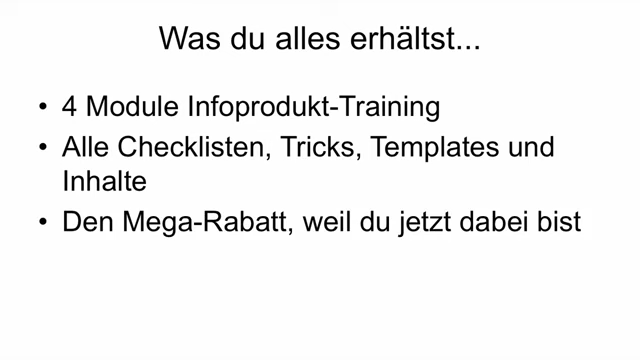 Was du alles erhältst...
• 4 Module Infoprodukt-Training
• Alle Checklisten, Tricks, Templates und
Inhalte
• Den Mega-Rabatt, weil du jetzt dabei bist